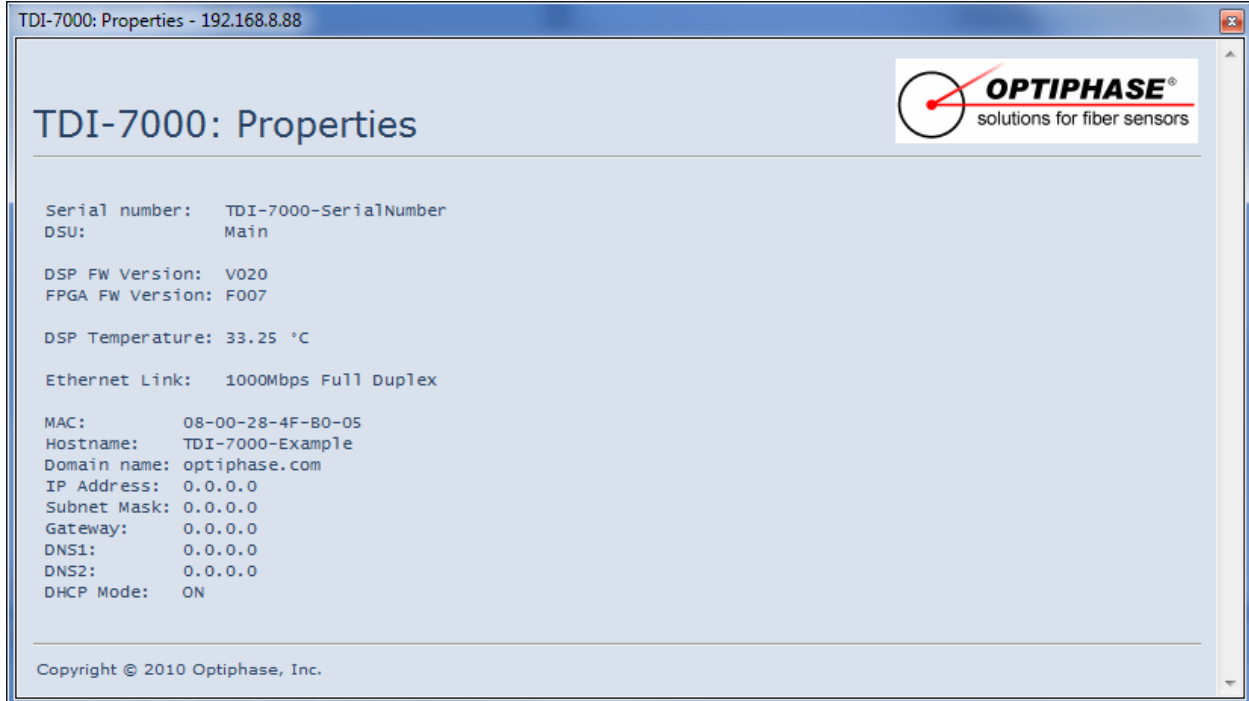 TDI-7000: Properties - 192.168.8.88
OPTIPHASE®
solutions for fiber sensors
TDI-7000: Properties
Serial number: TDI-7000-SerialNumber
DSU: Main
DSP FW Version: V020
FPGA FW Version: F007
DSP Temperature: 33.25 °C
Ethernet Link: 1000Mbps Full Duplex
MAC: 08-00-28-4F-B0-05
Hostname: TDI-7000-Example
Domain name: optiphase.com
IP Address: 0.0.0.0
Subnet Mask: 0.0.0.0
Gateway: 0.0.0.0
DNS1: 0.0.0.0
DNS2: 0.0.0.0
DHCP Mode: ON
Copyright © 2010 Optiphase, Inc.